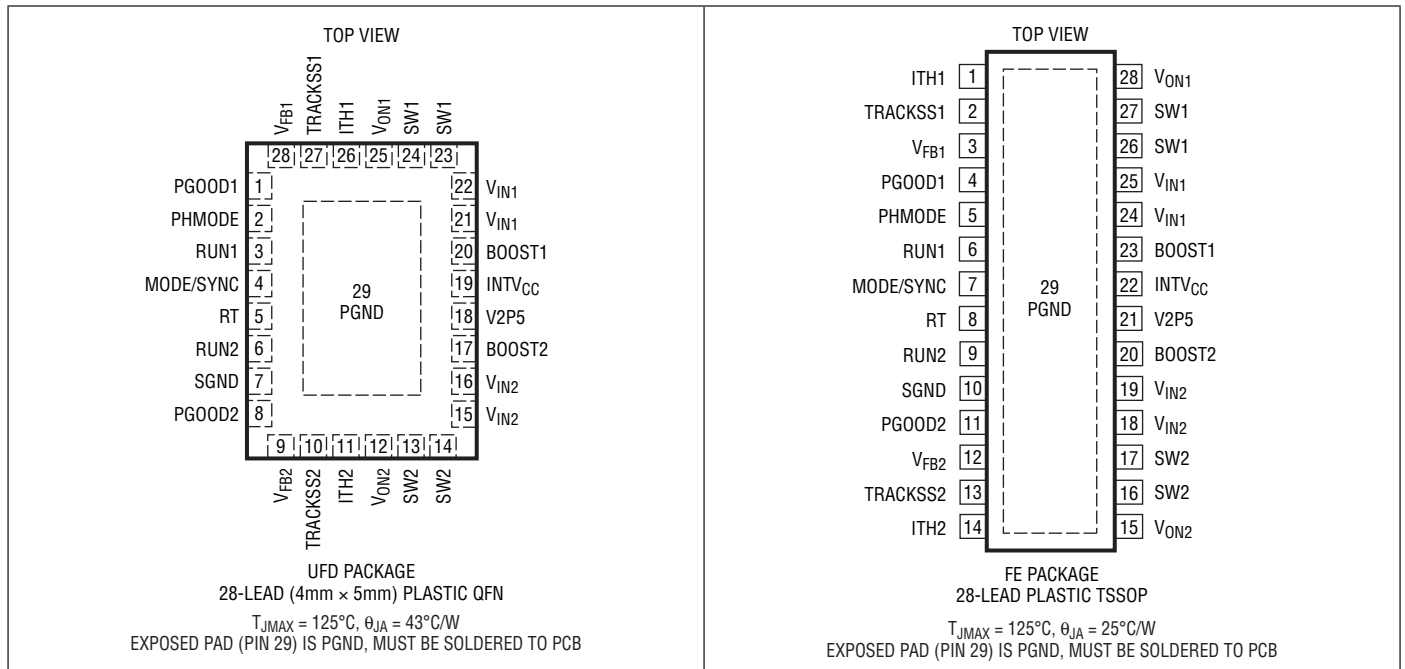 TOP VIEW
VFB1
TRACKSS1
ITH1
VON1
SW1
SW1
28 27 26 25 24 23
PGOOD1 1
PHMODE 2
RUN1 3
MODE/SYNC 4
RT 5
RUN2 6
SGND 7
PGOOD2 8
29
PGND
22 VIN1
21 VIN1
20 BOOST1
19 INTVCC
18 V2P5
17 BOOST2
16 VIN2
15 VIN2
9 10 11 12 13 14
VFB2
TRACKSS2
ITH2
VON2
SW2
SW2
UFD PACKAGE
28-LEAD (4mm × 5mm) PLASTIC QFN
TJMAX = 125°C, θJA = 43°C/W
EXPOSED PAD (PIN 29) IS PGND, MUST BE SOLDERED TO PCB
TOP VIEW
ITH1 1
TRACKSS1 2
VFB1 3
PGOOD1 4
PHMODE 5
RUN1 6
MODE/SYNC 7
RT 8
RUN2 9
SGND 10
PGOOD2 11
VFB2 12
TRACKSS2 13
ITH2 14
29
PGND
28 VON1
27 SW1
26 SW1
25 VIN1
24 VIN1
23 BOOST1
22 INTVCC
21 V2P5
20 BOOST2
19 VIN2
18 VIN2
17 SW2
16 SW2
15 VON2
FE PACKAGE
28-LEAD PLASTIC TSSOP
TJMAX = 125°C, θJA = 25°C/W
EXPOSED PAD (PIN 29) IS PGND, MUST BE SOLDERED TO PCB